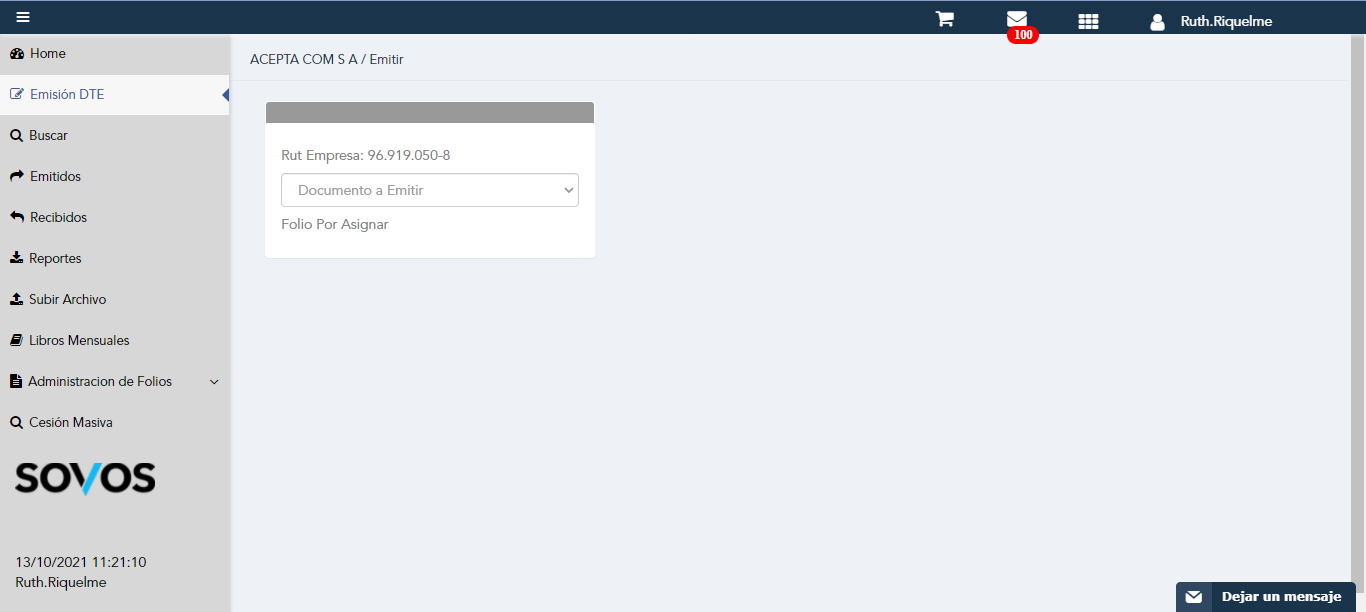 100
Ruth.Riquelme
Home
Emisión DTE
Buscar
Emitidos
Recibidos
Reportes
Subir Archivo
Libros Mensuales
Administracion de Folios
Cesión Masiva
SOVOS
13/10/2021 11:21:10
Ruth.Riquelme
ACEPTA COM S A / Emitir
Rut Empresa: 96.919.050-8
Documento a Emitir
Folio Por Asignar
Dejar un mensaje